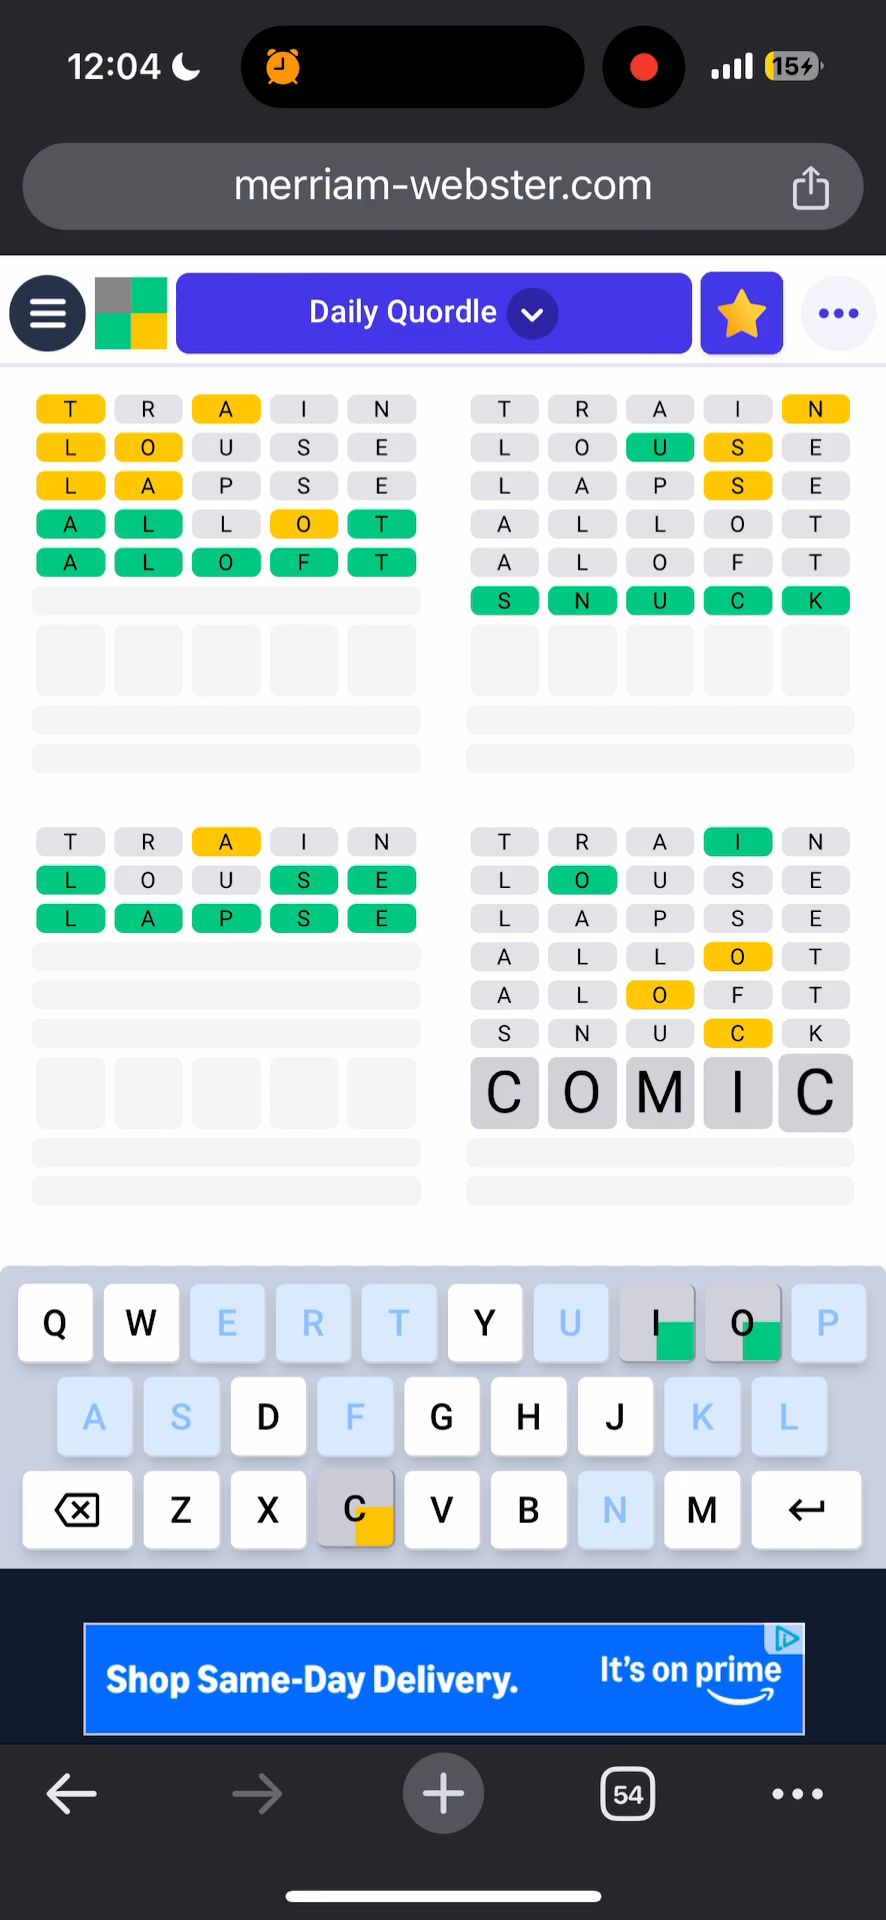 12:04
15
merriam-webster.com
Daily Quordle
T R A I N
L O U S E
L A P S E
A L L O T
A L O F T
T R A I N
L O U S E
L A P S E
A L L O T
A L O F T
S N U C K
T R A I N
L O U S E
L A P S E
T R A I N
L O U S E
L A P S E
A L L O T
A L O F T
S N U C K
C O M I C
Q W E R T Y U I O P
A S D F G H J K L
Z X C V B N M
Shop Same-Day Delivery.
It's on prime
54